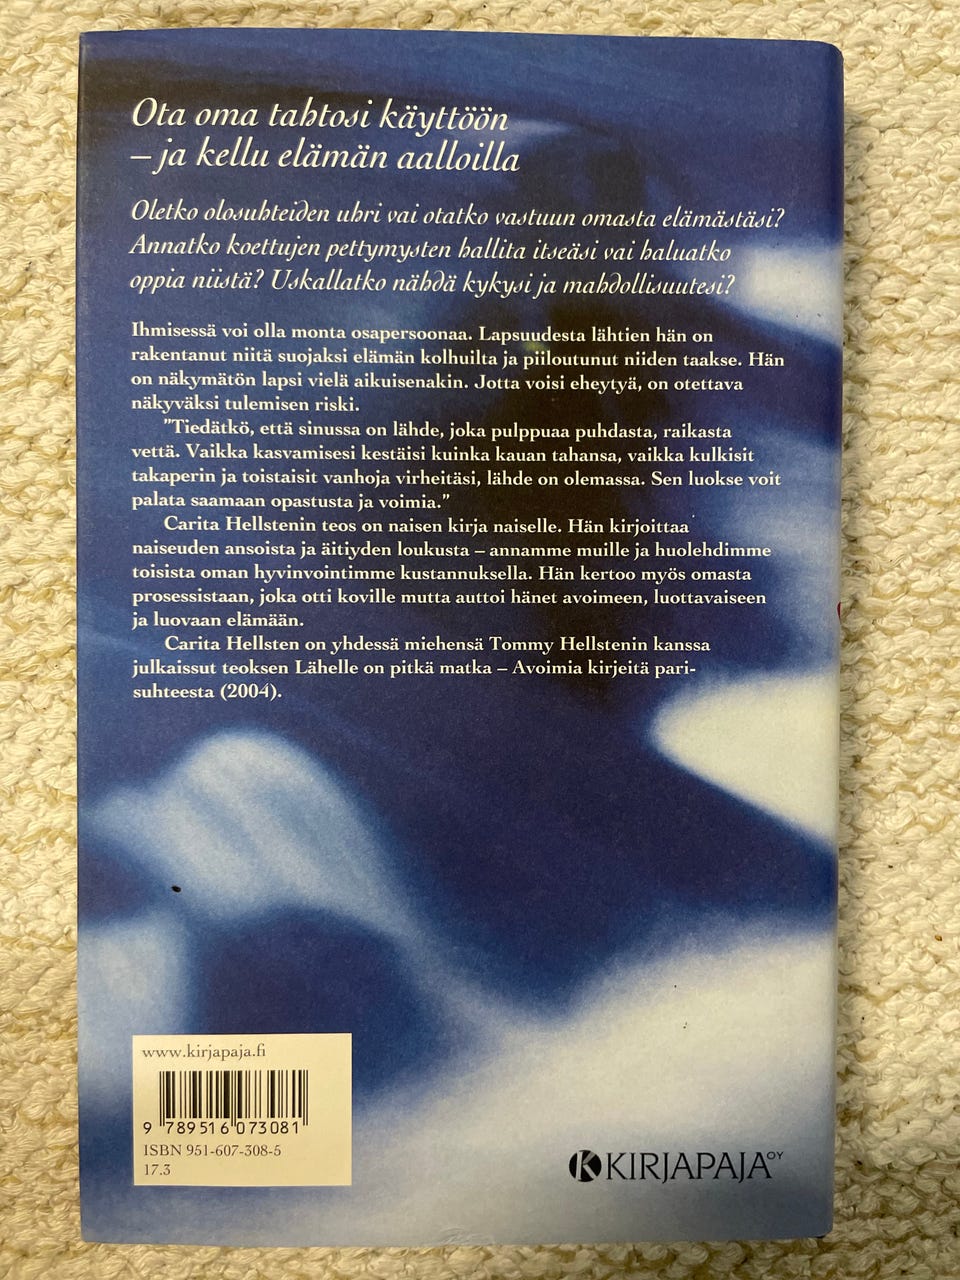 Ota oma tahtosi käyttöön
– ja kellu elämän aalloilla
Oletko olosuhteiden uhri vai otatko vastuun omasta elämästäsi?
Annatko koettujen pettymysten hallita itseäsi vai haluatko
oppia niistä? Uskallatko nähdä kykysi ja mahdollisuutesi?
Ihmisessä voi olla monta osapersoonaa. Lapsuudesta lähtien hän on
rakentanut niitä suojaksi elämän kolhuilta ja piiloutunut niiden taakse. Hän
on näkymätön lapsi vielä aikuisenakin. Jotta voisi eheytyä, on otettava
näkyväksi tulemisen riski.
”Tiedätkö, että sinussa on lähde, joka pulppuaa puhdasta, raikasta
vettä. Vaikka kasvamisesi kestäisi kuinka kauan tahansa, vaikka kulkisit
takaperin ja toistaisit vanhoja virheitäsi, lähde on olemassa. Sen luokse voit
palata saamaan opastusta ja voimia.”
Carita Hellstenin teos on naisen kirja naiselle. Hän kirjoittaa
naiseuden ansoista ja äitiyden loukusta – annamme muille ja huolehdimme
toisista oman hyvinvointimme kustannuksella. Hän kertoo myös omasta
prosessistaan, joka otti koville mutta auttoi hänet avoimeen, luottavaiseen
ja luovaan elämään.
Carita Hellsten on yhdessä miehensä Tommy Hellstenin kanssa
julkaissut teoksen Lähelle on pitkä matka – Avoimia kirjeitä pari-
suhteesta (2004).
www.kirjapaja.fi
9 789516 073081
ISBN 951-607-308-5
17.3
K KIRJAPAJA OY